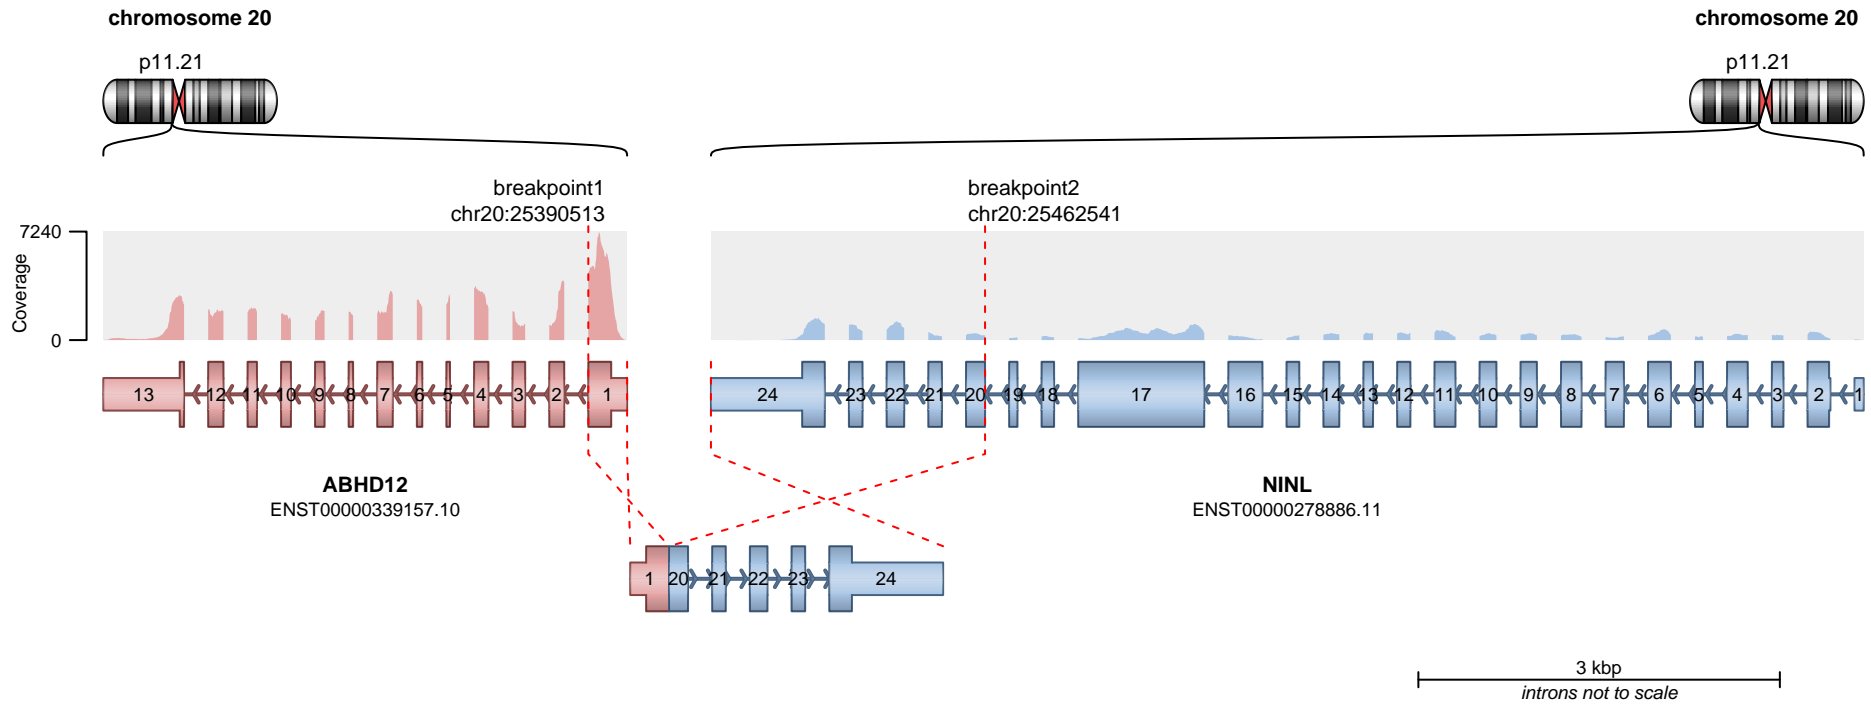 chromosome 20
chromosome 20
p11.21
p11.21
breakpoint1
chr20:25390513
breakpoint2
chr20:25462541
7240
Coverage
0
13 12 11 10 9 8 7 6 5 4 3 2 1
24 23 22 21 20 19 18 17 16 15 14 13 12 11 10 9 8 7 6 5 4 3 2 1
ABHD12
ENST00000339157.10
NINL
ENST00000278886.11
1 20 21 22 23 24
3 kbp
introns not to scale